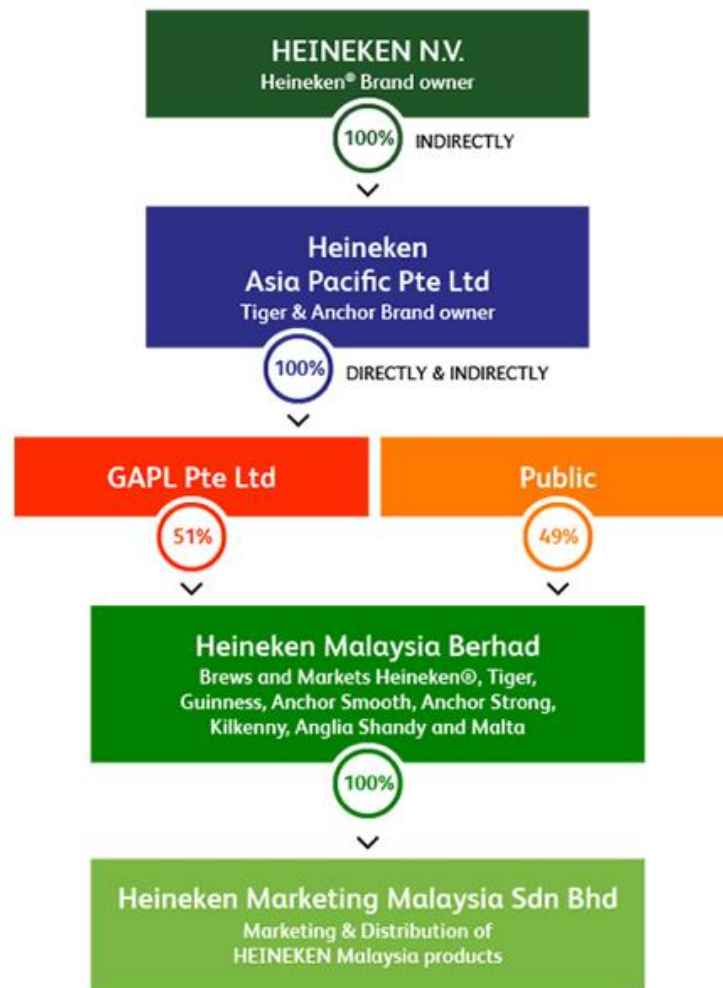 HEINEKEN N.V.
Heineken® Brand owner
100% INDIRECTLY
Heineken
Asia Pacific Pte Ltd
Tiger & Anchor Brand owner
100% DIRECTLY & INDIRECTLY
GAPL Pte Ltd
Public
51%
49%
Heineken Malaysia Berhad
Brews and Markets Heineken®, Tiger,
Guinness, Anchor Smooth, Anchor Strong,
Kilkenny, Anglia Shandy and Malta
100%
Heineken Marketing Malaysia Sdn Bhd
Marketing & Distribution of
HEINEKEN Malaysia products